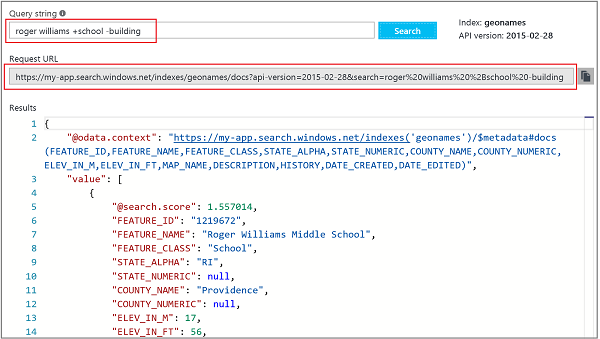 Query string
roger williams +school -building
Search
Index: geonames
API version: 2015-02-28
Request URL
https://my-app.search.windows.net/indexes/geonames/docs?api-version=2015-02-28&search=roger%20williams%20%2Bschool%20-building
Results
1 {
2 "@odata.context": "https://my-app.search.windows.net/indexes('geonames')/$metadata#docs
(FEATURE_ID,FEATURE_NAME,FEATURE_CLASS,STATE_ALPHA,STATE_NUMERIC,COUNTY_NAME,COUNTY_NUMERIC,
ELEV_IN_M,ELEV_IN_FT,MAP_NAME,DESCRIPTION,HISTORY,DATE_CREATED,DATE_EDITED)",
3 "value": [
4 {
5 "@search.score": 1.557014,
6 "FEATURE_ID": "1219672",
7 "FEATURE_NAME": "Roger Williams Middle School",
8 "FEATURE_CLASS": "School",
9 "STATE_ALPHA": "RI",
10 "STATE_NUMERIC": null,
11 "COUNTY_NAME": "Providence",
12 "COUNTY_NUMERIC": null,
13 "ELEV_IN_M": 17,
14 "ELEV_IN_FT": 56,